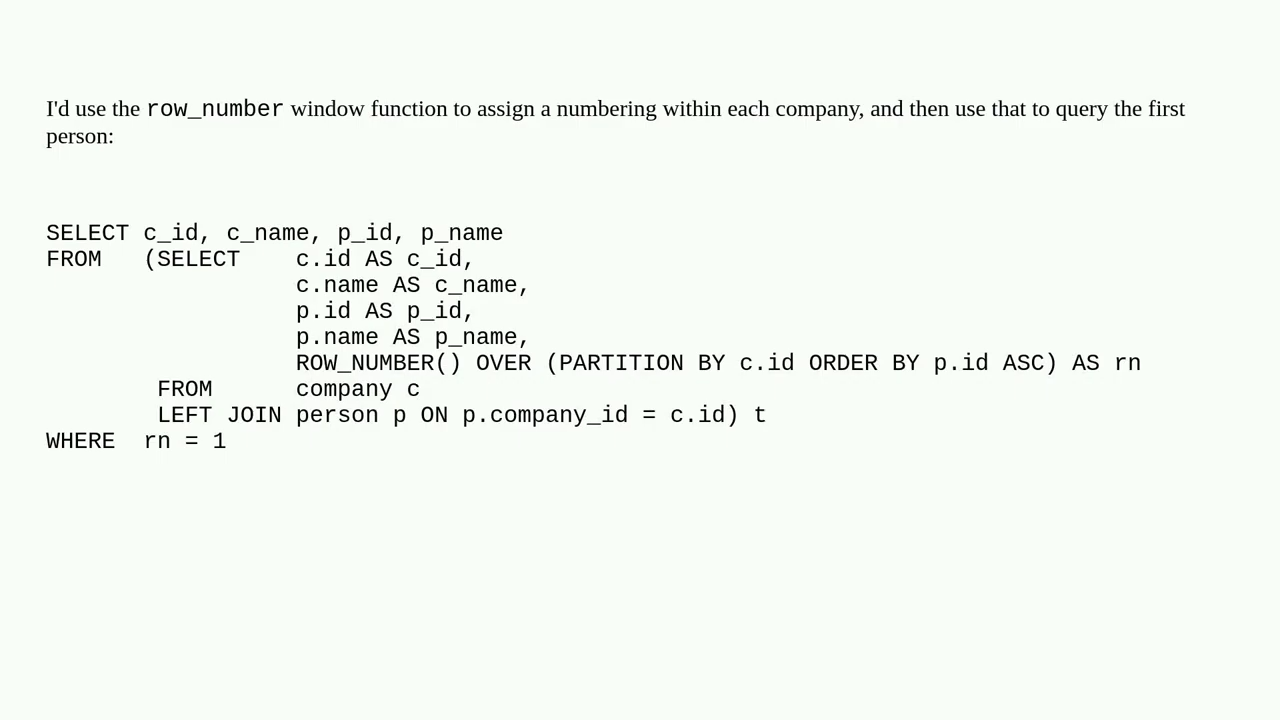 I'd use the row_number window function to assign a numbering within each company, and then use that to query the first
person:
SELECT c_id, c_name, p_id, p_name
FROM   (SELECT    c.id AS c_id,
                  c.name AS c_name,
                  p.id AS p_id,
                  p.name AS p_name,
                  ROW_NUMBER() OVER (PARTITION BY c.id ORDER BY p.id ASC) AS rn
        FROM      company c
        LEFT JOIN person p ON p.company_id = c.id) t
WHERE  rn = 1